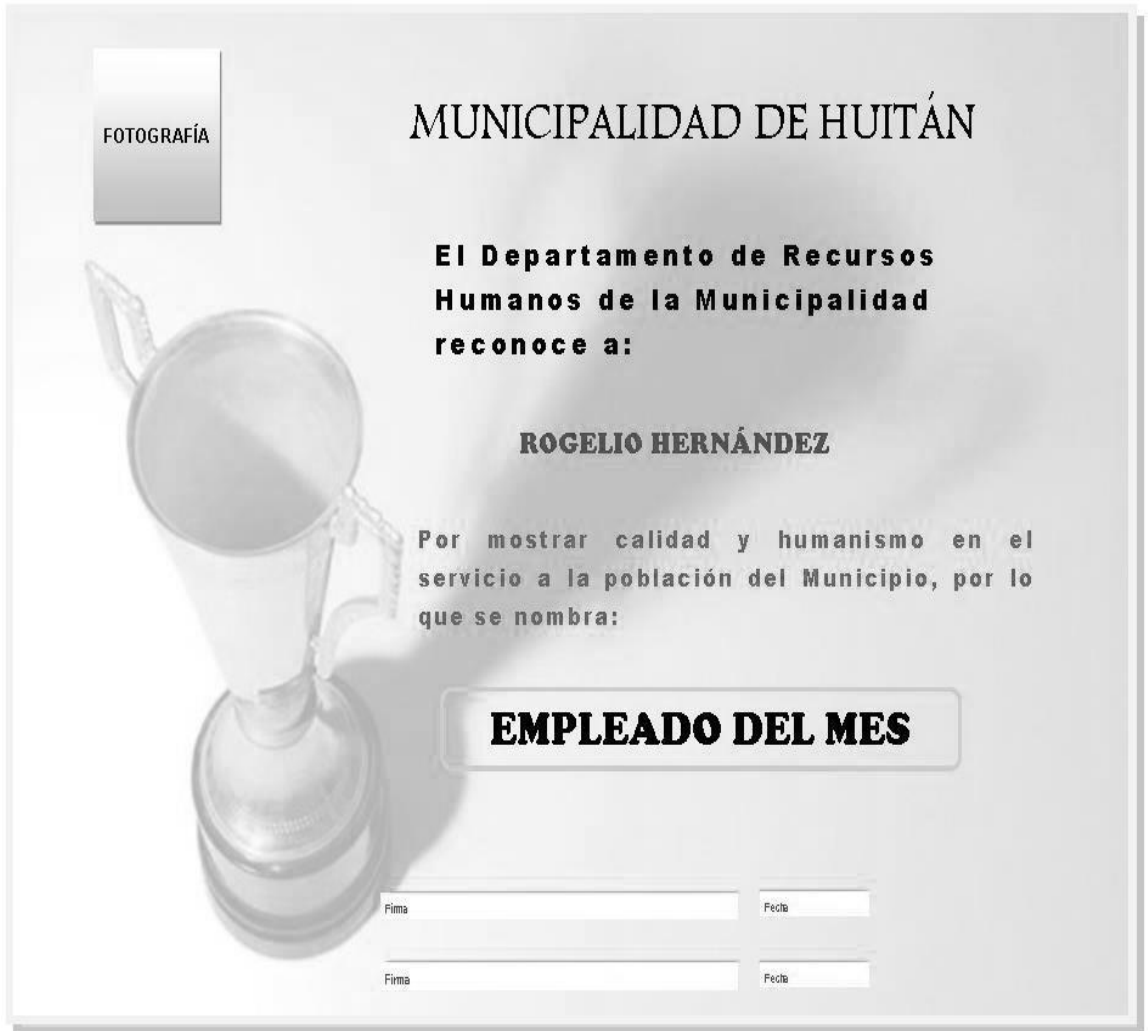 FOTOGRAFÍA
MUNICIPALIDAD DE HUITÁN
El Departamento de Recursos
Humanos de la Municipalidad
reconoce a:
ROGELIO HERNÁNDEZ
Por mostrar calidad y humanismo en el
servicio a la población del Municipio, por lo
que se nombra:
EMPLEADO DEL MES
Firma Fecha
Firma Fecha